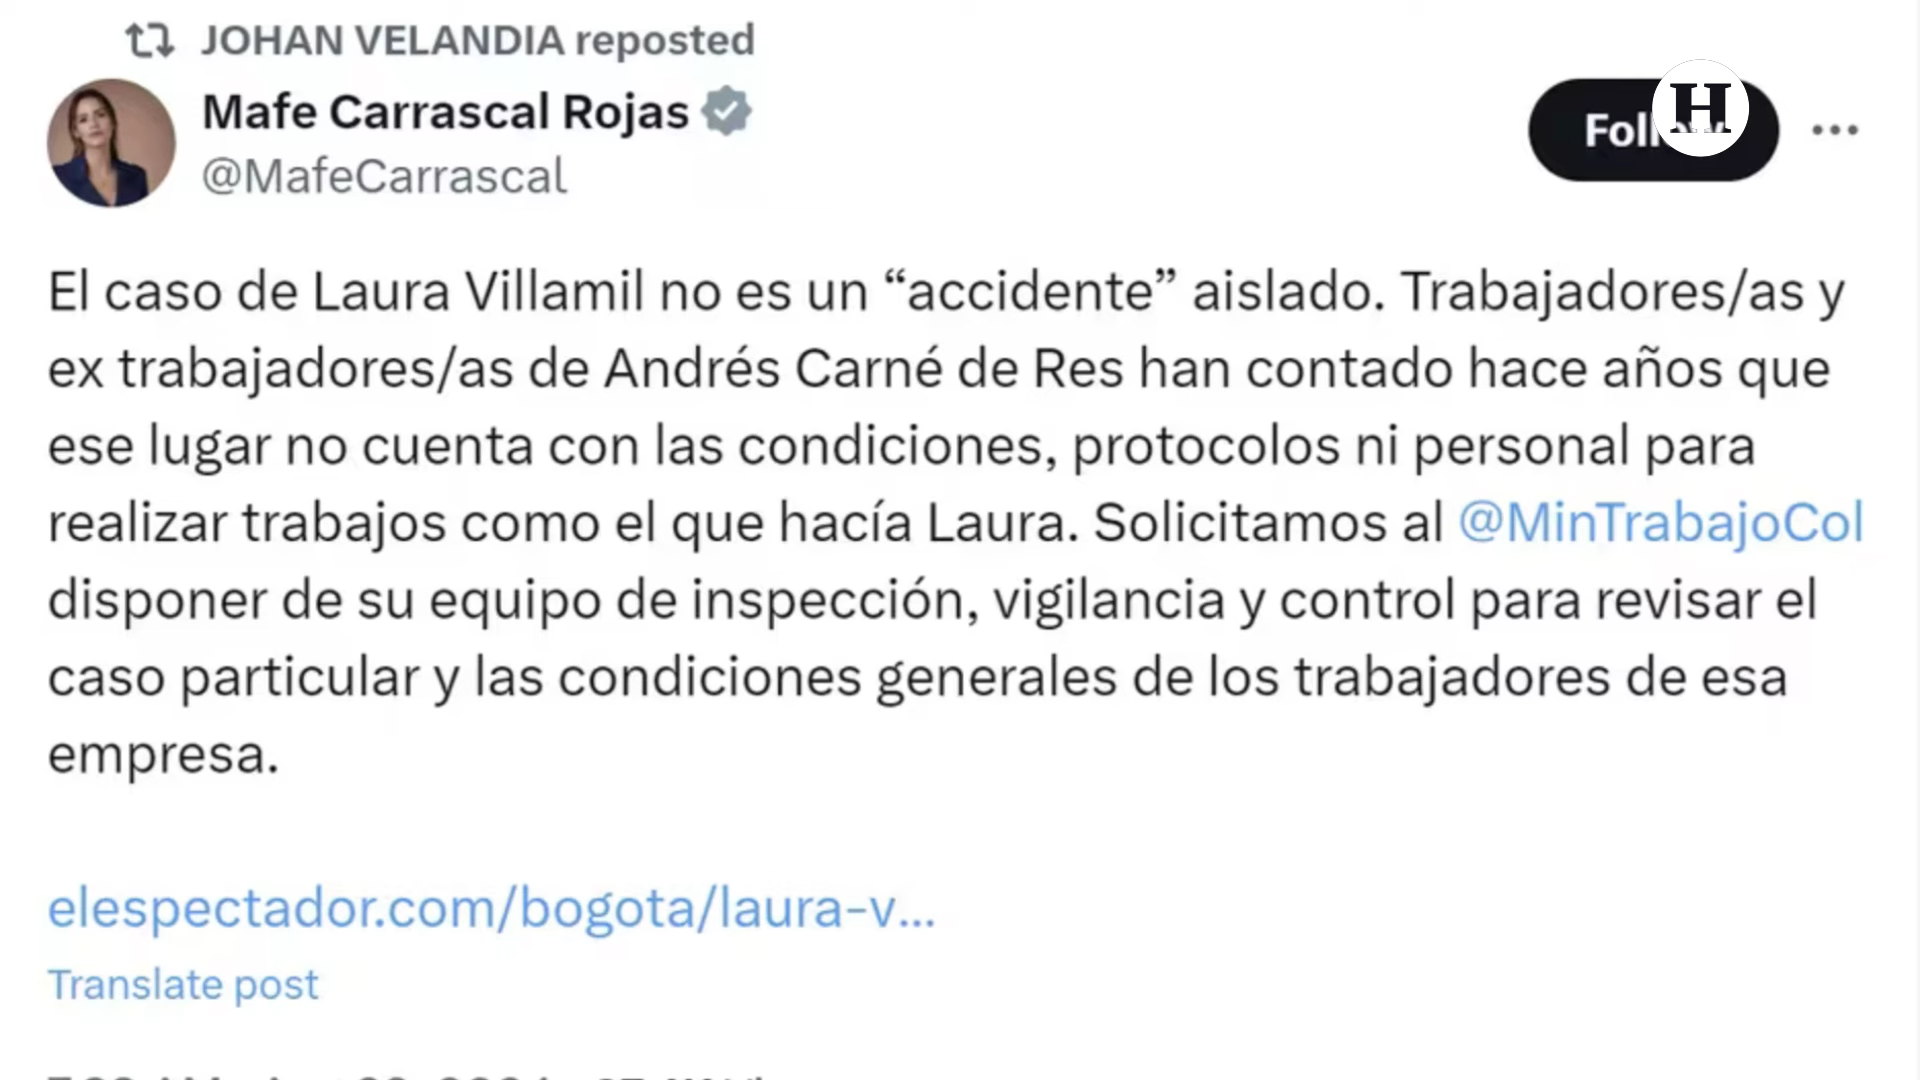 JOHAN VELANDIA reposted
Mafe Carrascal Rojas
@MafeCarrascal
H
El caso de Laura Villamil no es un “accidente” aislado. Trabajadores/as y
ex trabajadores/as de Andrés Carné de Res han contado hace años que
ese lugar no cuenta con las condiciones, protocolos ni personal para
realizar trabajos como el que hacía Laura. Solicitamos al @MinTrabajoCol
disponer de su equipo de inspección, vigilancia y control para revisar el
caso particular y las condiciones generales de los trabajadores de esa
empresa.
elespectador.com/bogota/laura-v...
Translate post